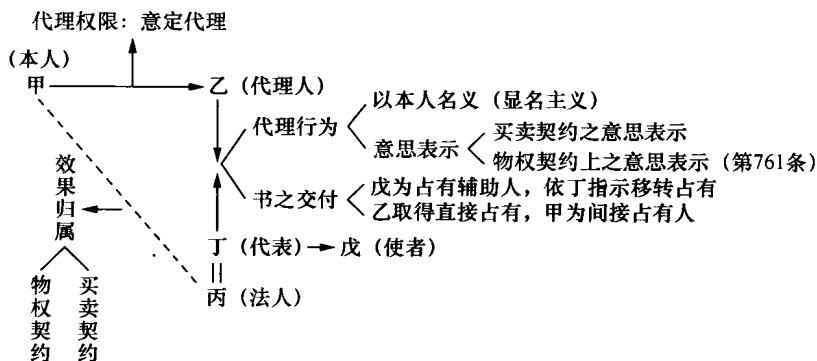 代理权限：意定代理
(本人)
甲
乙 (代理人)
代理行为
以本人名义（显名主义）
意思表示
买卖契约之意思表示
物权契约上之意思表示（第761条）
书之交付
戊为占有辅助人，依丁指示移转占有
乙取得直接占有，甲为间接占有人
效果归属
丁 (代表)
戊 (使者)
丙 (法人)
物权契约
买卖契约